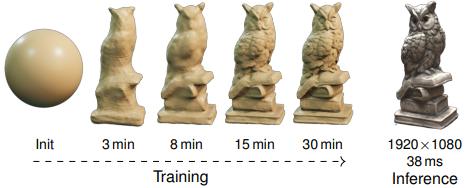 Init 3 min 8 min 15 min 30 min 1920×1080
38 ms
Training Inference